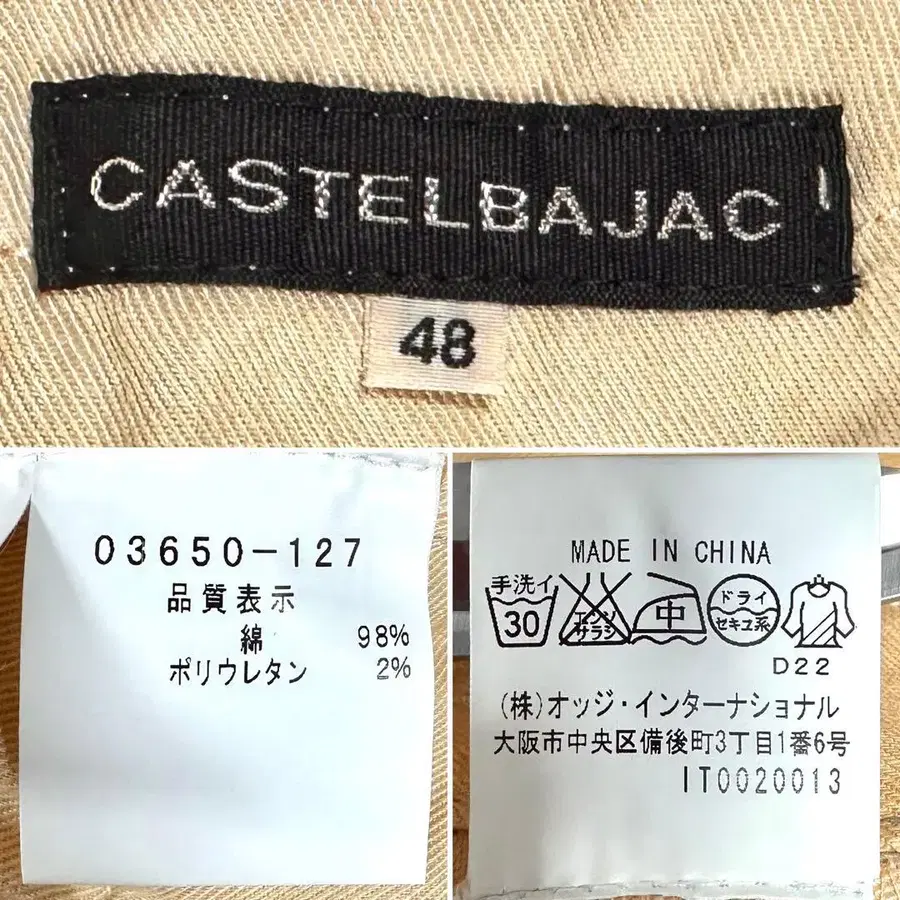 CASTELBAJAC
48
03650-127
品質表示
綿 98%
ポリウレタン 2%
MADE IN CHINA
手洗イ
30
エンソ
サラシ
中
ドライ
セキユ系
D22
(株)オッジ・インターナショナル
大阪市中央区備後町3丁目1番6号
IT0020013